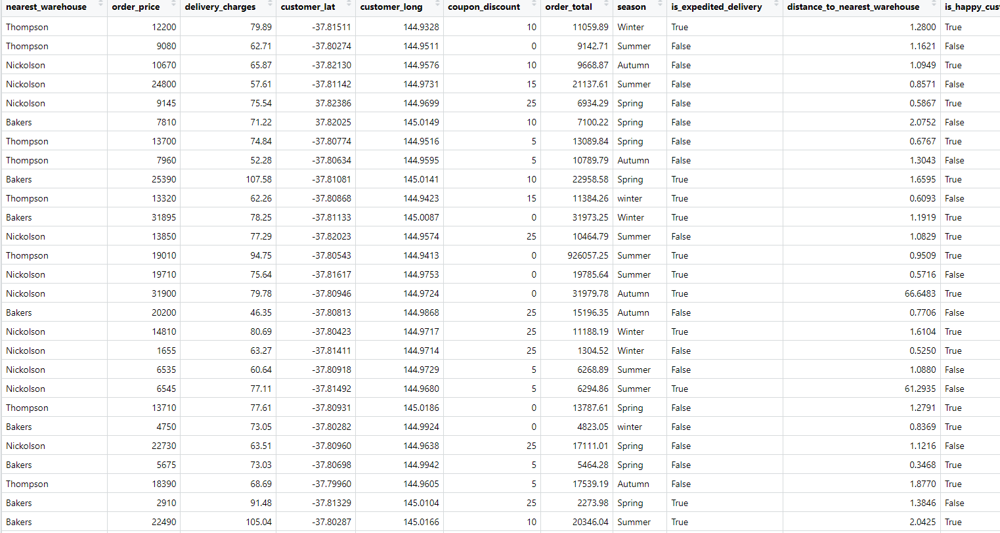 nearest_warehouse order_price delivery_charges customer_lat customer_long coupon_discount order_total season is_expedited_delivery distance_to_nearest_warehouse is_happy_cust
Thompson 12200 79.89 -37.81511 144.9328 10 11059.89 Winter True 1.2800 True
Thompson 9080 62.71 -37.80274 144.9511 0 9142.71 Summer False 1.1621 False
Nickolson 10670 65.87 -37.82130 144.9576 10 9668.87 Autumn False 1.0949 True
Nickolson 24800 57.61 -37.81142 144.9731 15 21137.61 Summer False 0.8571 False
Nickolson 9145 75.54 37.82386 144.9699 25 6934.29 Spring False 0.5867 True
Bakers 7810 71.22 37.82025 145.0149 10 7100.22 Spring False 2.0752 False
Thompson 13700 74.84 -37.80774 144.9516 5 13089.84 Spring False 0.6767 True
Thompson 7960 52.28 -37.80634 144.9595 5 10789.79 Autumn False 1.3043 False
Bakers 25390 107.58 -37.81081 145.0141 10 22958.58 Spring True 1.6595 True
Thompson 13320 62.26 -37.80868 144.9423 15 11384.26 winter True 0.6093 False
Bakers 31895 78.25 -37.81133 145.0087 0 31973.25 Winter True 1.1919 True
Nickolson 13850 77.29 -37.82023 144.9574 25 10464.79 Summer False 1.0829 True
Thompson 19010 94.75 -37.80543 144.9413 0 926057.25 Summer True 0.9509 True
Nickolson 19710 75.64 -37.81617 144.9753 0 19785.64 Summer True 0.5716 False
Nickolson 31900 79.78 -37.80946 144.9724 0 31979.78 Autumn True 66.6483 True
Bakers 20200 46.35 -37.80813 144.9868 25 15196.35 Autumn False 0.7706 False
Nickolson 14810 80.69 -37.80423 144.9717 25 11188.19 Winter True 1.6104 True
Nickolson 1655 63.27 -37.81411 144.9714 25 1304.52 Winter False 0.5250 True
Nickolson 6535 60.64 -37.80918 144.9729 5 6268.89 Summer False 1.0880 False
Nickolson 6545 77.11 -37.81492 144.9680 5 6294.86 Summer True 61.2935 False
Thompson 13710 77.61 -37.80931 145.0186 0 13787.61 Spring False 1.2791 True
Bakers 4750 73.05 -37.80282 144.9924 0 4823.05 winter False 0.8369 True
Nickolson 22730 63.51 -37.80960 144.9638 25 17111.01 Spring False 1.1216 False
Bakers 5675 73.03 -37.80698 144.9942 5 5464.28 Spring False 0.3468 True
Thompson 18390 68.69 -37.79960 144.9605 5 17539.19 Autumn False 1.8770 True
Bakers 2910 91.48 -37.81329 145.0104 25 2273.98 Spring True 1.3846 False
Bakers 22490 105.04 -37.80287 145.0166 10 20346.04 Summer True 2.0425 True